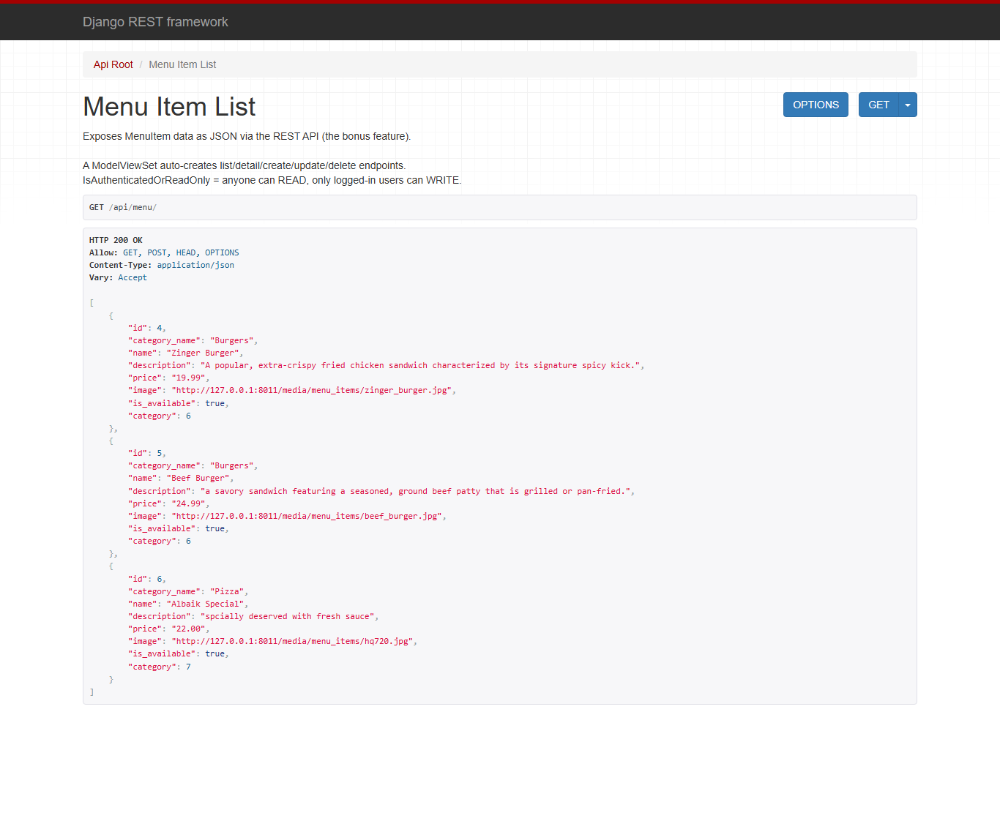 Django REST framework
Api Root / Menu Item List
Menu Item List
OPTIONS
GET
Exposes MenuItem data as JSON via the REST API (the bonus feature).
A ModelViewSet auto-creates list/detail/create/update/delete endpoints.
IsAuthenticatedOrReadOnly = anyone can READ, only logged-in users can WRITE.
GET /api/menu/
HTTP 200 OK
Allow: GET, POST, HEAD, OPTIONS
Content-Type: application/json
Vary: Accept
[
    {
        "id": 4,
        "category_name": "Burgers",
        "name": "Zinger Burger",
        "description": "A popular, extra-crispy fried chicken sandwich characterized by its signature spicy kick.",
        "price": "19.99",
        "image": "http://127.0.0.1:8011/media/menu_items/zinger_burger.jpg",
        "is_available": true,
        "category": 6
    },
    {
        "id": 5,
        "category_name": "Burgers",
        "name": "Beef Burger",
        "description": "a savory sandwich featuring a seasoned, ground beef patty that is grilled or pan-fried.",
        "price": "24.99",
        "image": "http://127.0.0.1:8011/media/menu_items/beef_burger.jpg",
        "is_available": true,
        "category": 6
    },
    {
        "id": 6,
        "category_name": "Pizza",
        "name": "Albaik Special",
        "description": "spcially deserved with fresh sauce",
        "price": "22.00",
        "image": "http://127.0.0.1:8011/media/menu_items/hq720.jpg",
        "is_available": true,
        "category": 7
    }
]